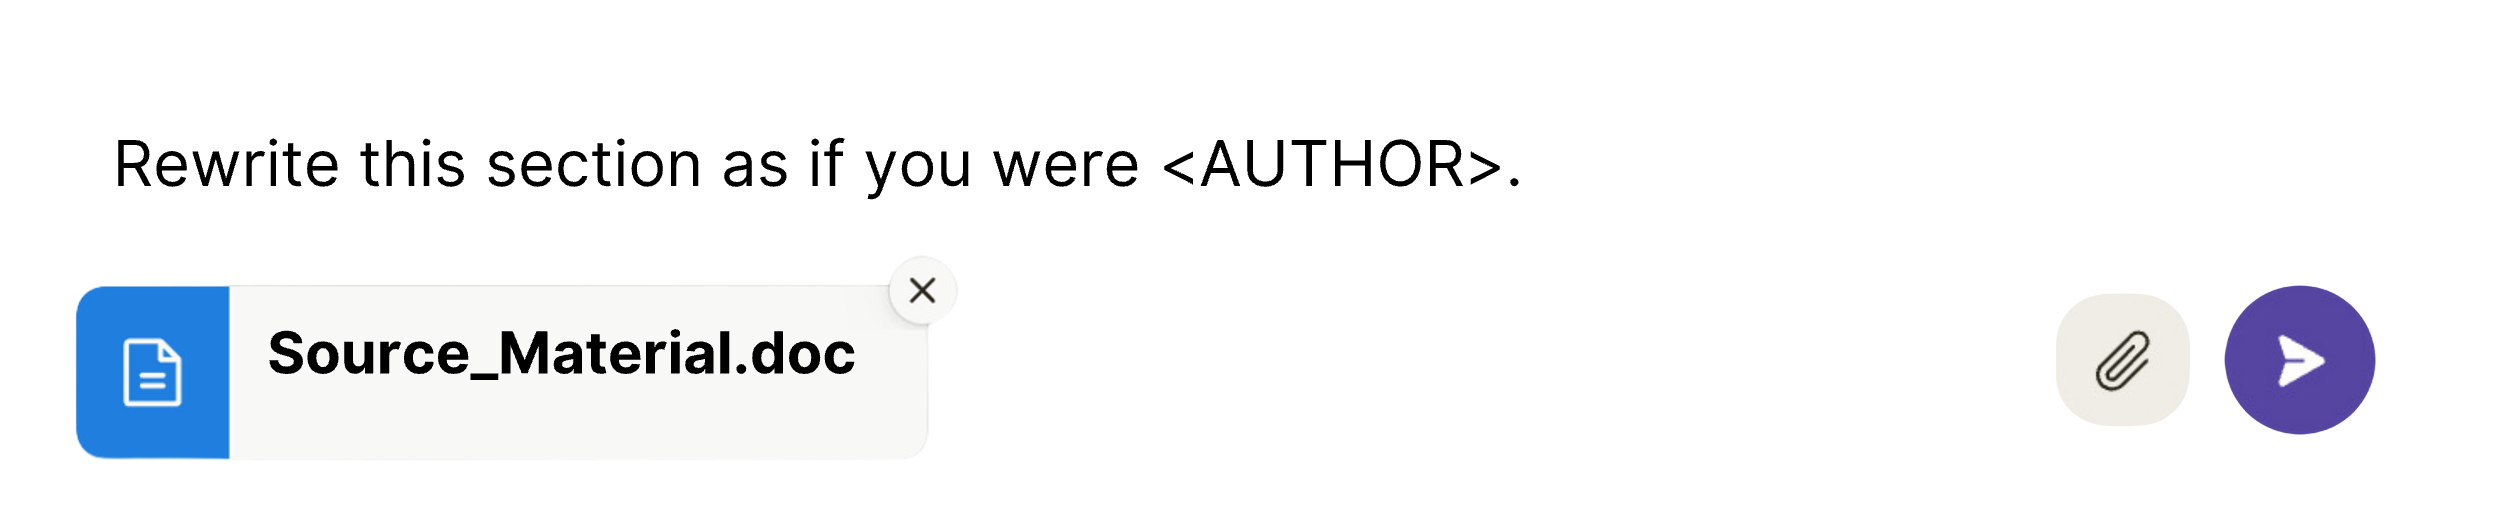 Rewrite this section as if you were <AUTHOR>.
Source_Material.doc